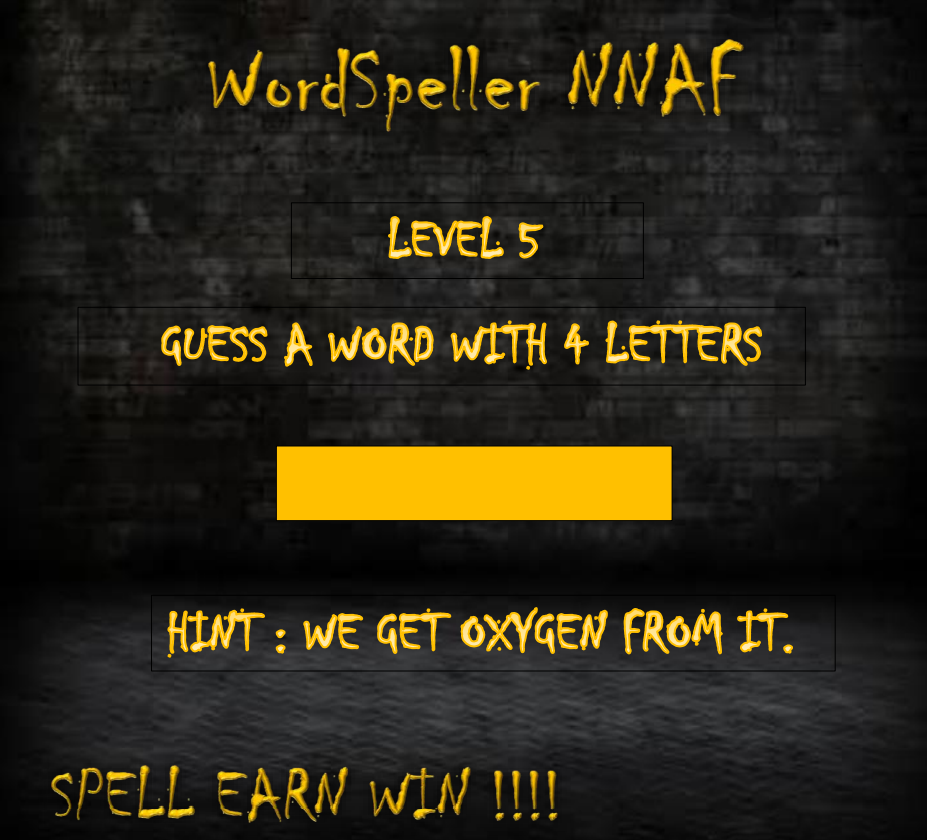 WordSpeller NNAF
LEVEL 5
GUESS A WORD WITH 4 LETTERS
HINT : WE GET OXYGEN FROM IT.
SPELL EARN WIN !!!!